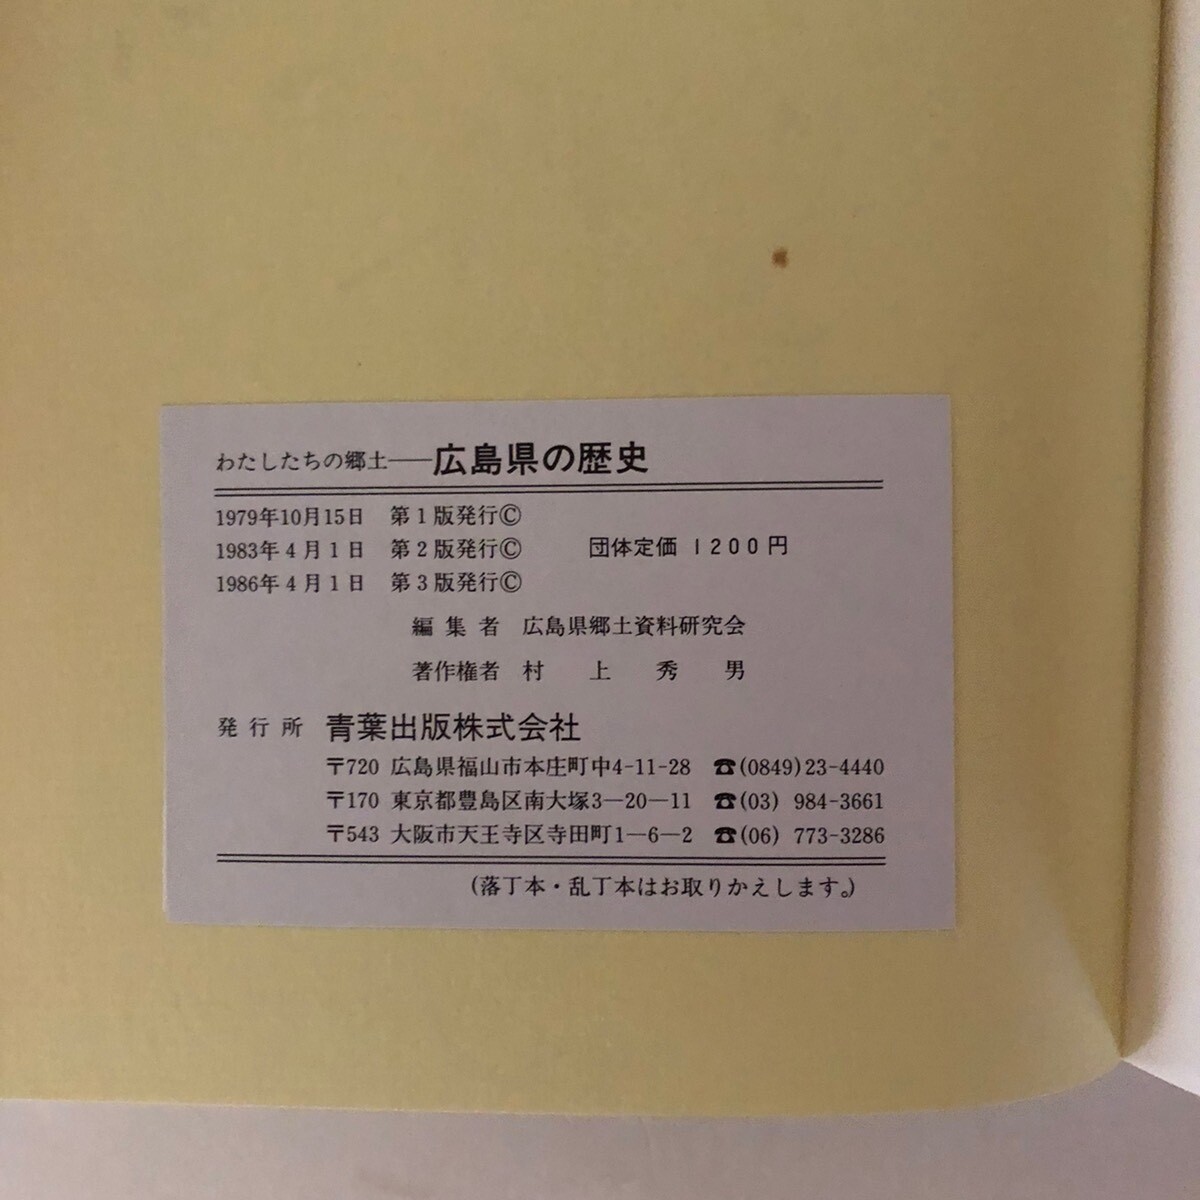 わたしたちの郷土――広島県の歴史
1979年10月15日 第1版発行Ⓒ
1983年4月1日 第2版発行Ⓒ 団体定価 1200円
1986年4月1日 第3版発行Ⓒ
編集者 広島県郷土資料研究会
著作権者 村上秀男
発行所 青葉出版株式会社
〒720 広島県福山市本庄町中4-11-28 ☎(0849)23-4440
〒170 東京都豊島区南大塚3―20―11 ☎(03) 984-3661
〒543 大阪市天王寺区寺田町1―6―2 ☎(06) 773-3286
(落丁本・乱丁本はお取りかえします。)